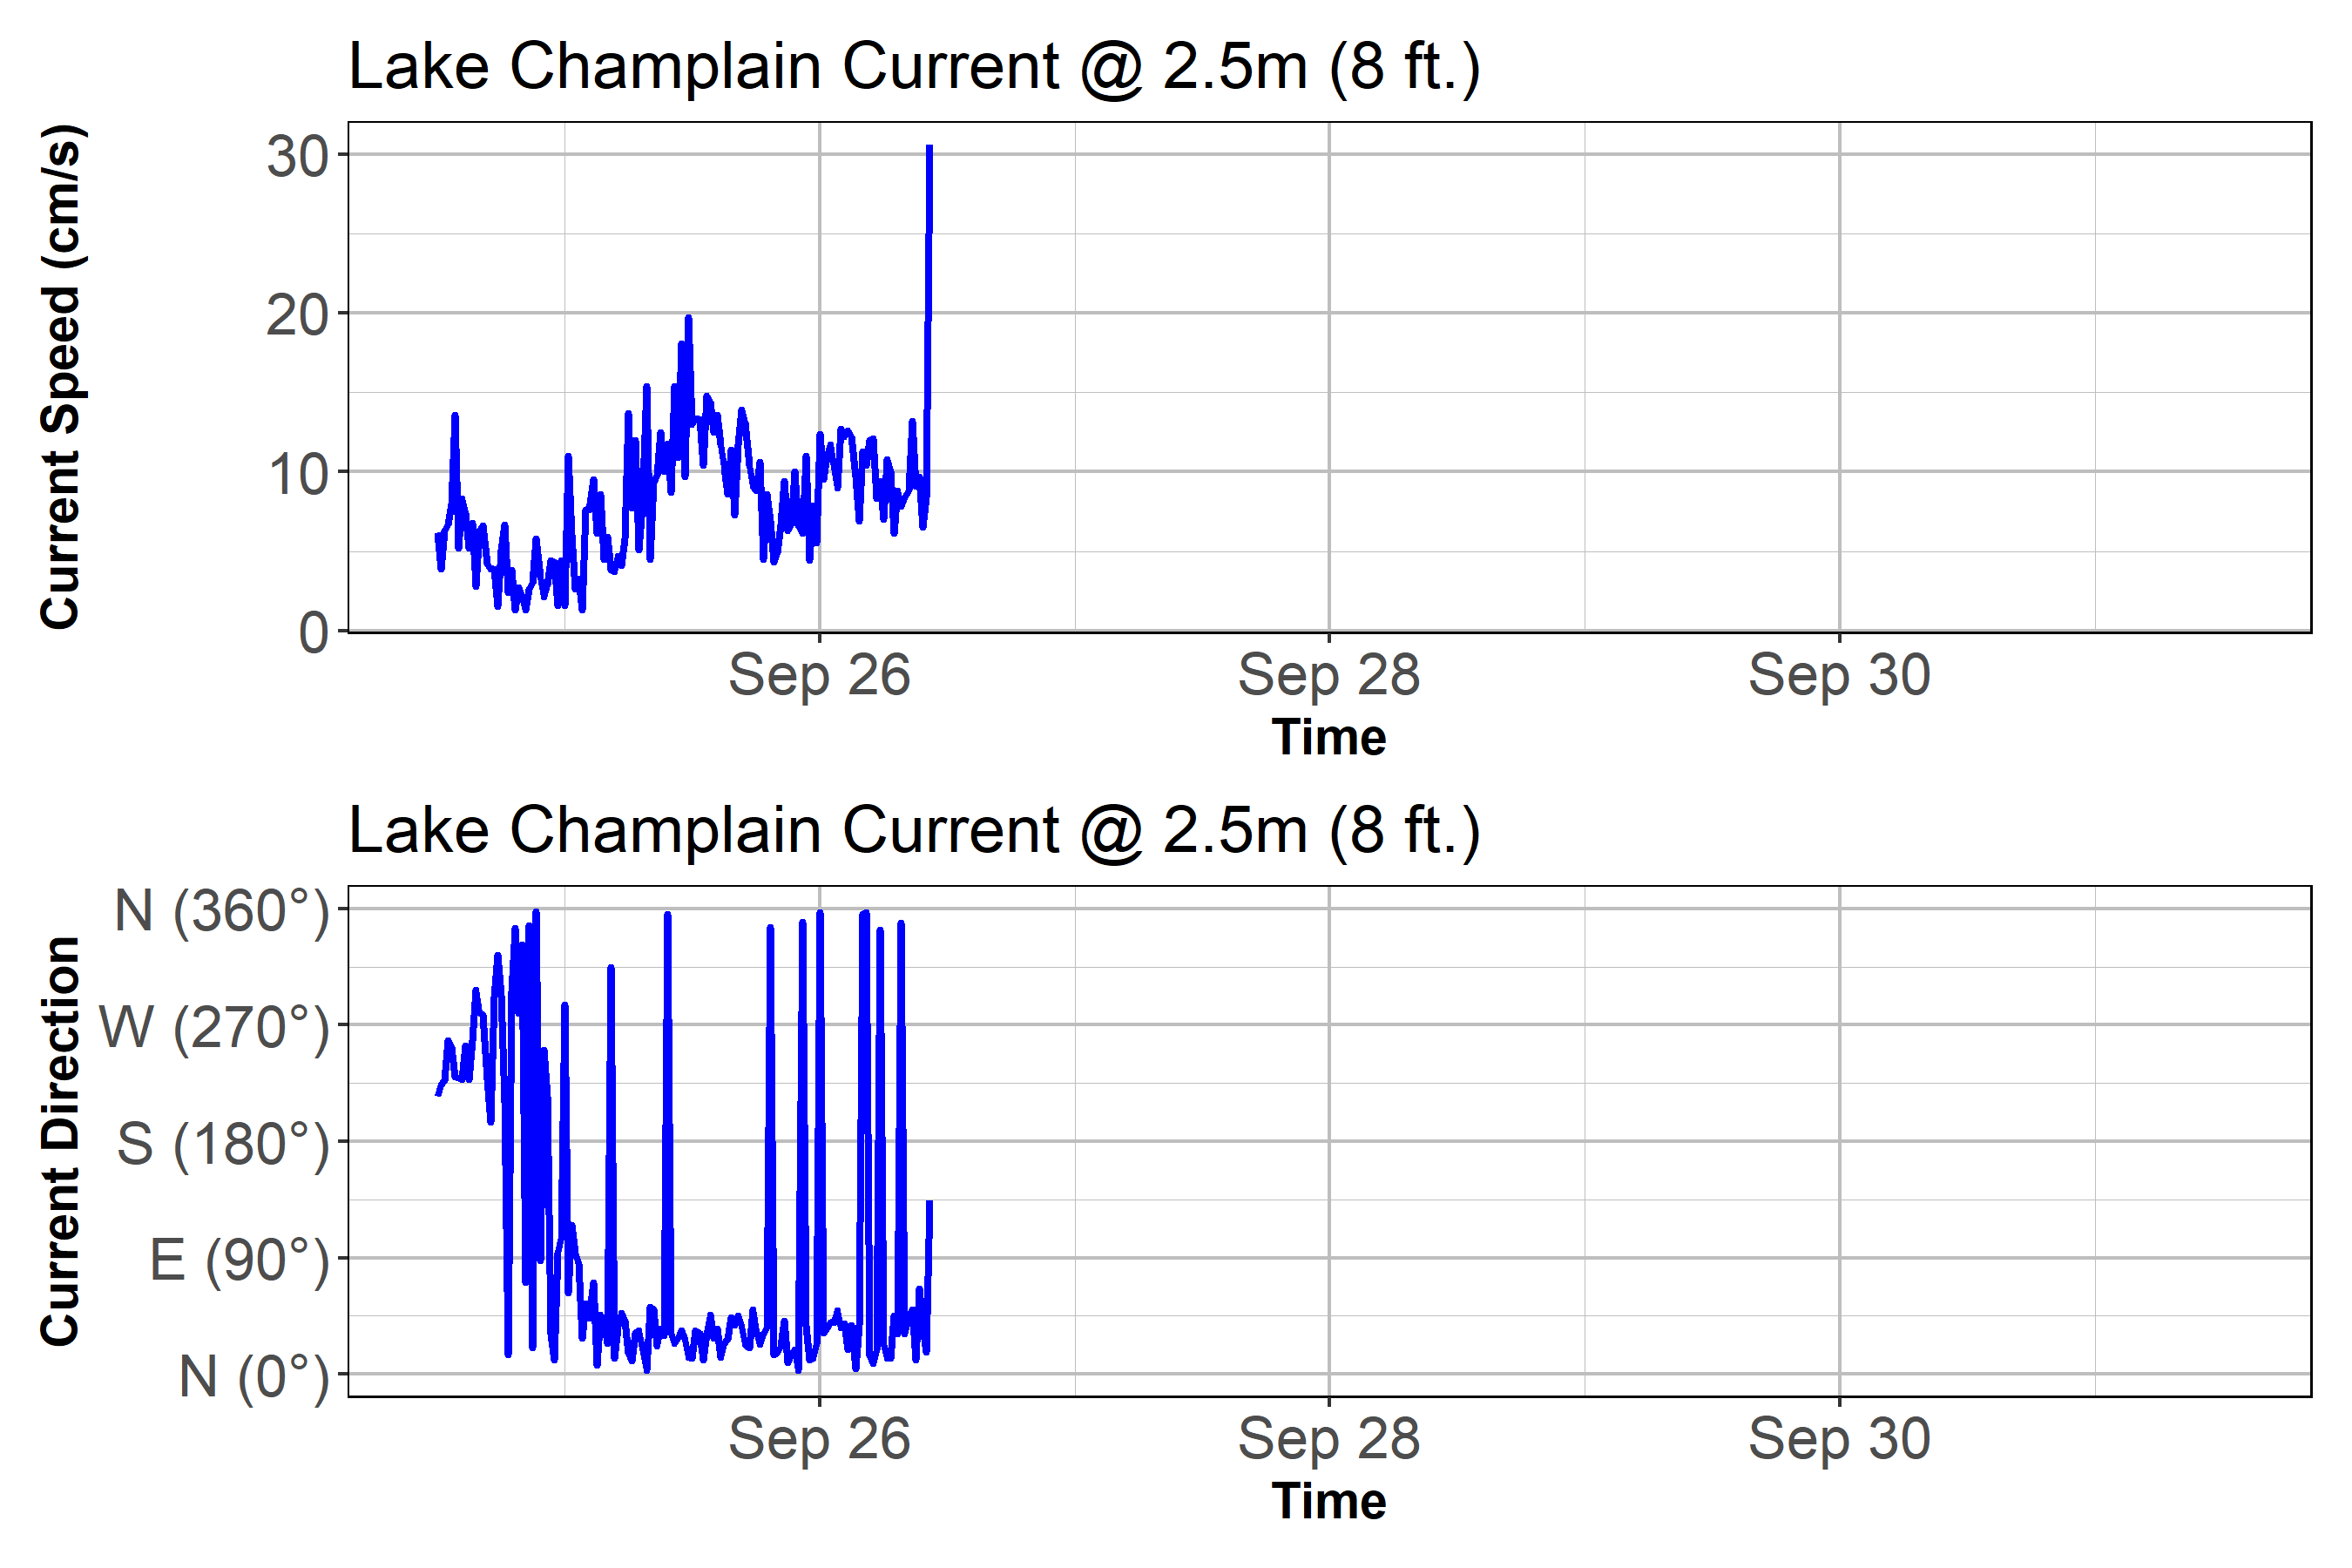 Lake Champlain Current @ 2.5m (8 ft.)
Current Speed (cm/s)
30
20
10
0
Sep 26 Sep 28 Sep 30
Time
Lake Champlain Current @ 2.5m (8 ft.)
Current Direction
N (360°)
W (270°)
S (180°)
E (90°)
N (0°)
Sep 26 Sep 28 Sep 30
Time